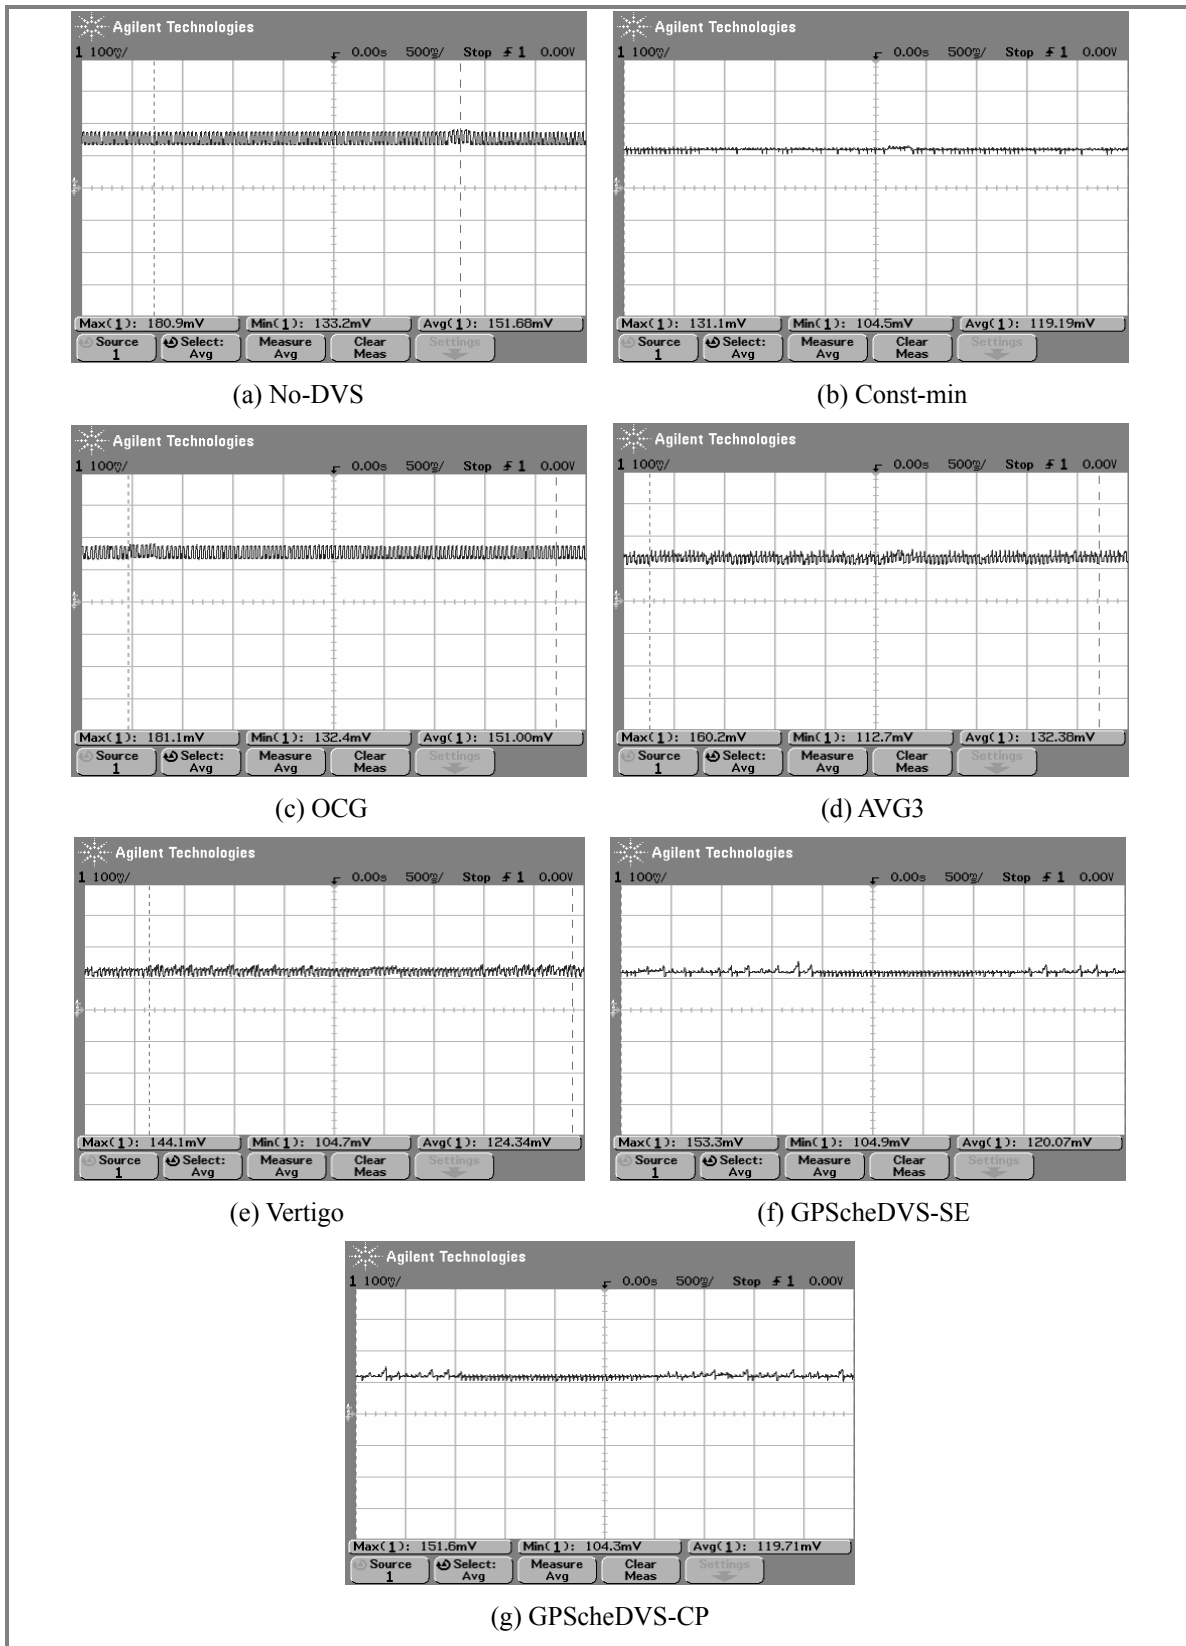 Agilent Technologies
1 100mV/ 0.00s 500ms/ Stop 1 0.00V
Max(1): 180.9mV Min(1): 133.2mV Avg(1): 151.68mV
Source Select: Measure Clear Settings
1 Avg Avg Meas
(a) No-DVS
Agilent Technologies
1 100mV/ 0.00s 500ms/ Stop 1 0.00V
Max(1): 131.1mV Min(1): 104.5mV Avg(1): 119.19mV
Source Select: Measure Clear Settings
1 Avg Avg Meas
(b) Const-min
Agilent Technologies
1 100mV/ 0.00s 500ms/ Stop 1 0.00V
Max(1): 181.1mV Min(1): 132.4mV Avg(1): 151.00mV
Source Select: Measure Clear Settings
1 Avg Avg Meas
(c) OCG
Agilent Technologies
1 100mV/ 0.00s 500ms/ Stop 1 0.00V
Max(1): 160.2mV Min(1): 112.7mV Avg(1): 132.38mV
Source Select: Measure Clear Settings
1 Avg Avg Meas
(d) AVG3
Agilent Technologies
1 100mV/ 0.00s 500ms/ Stop 1 0.00V
Max(1): 144.1mV Min(1): 104.7mV Avg(1): 124.34mV
Source Select: Measure Clear Settings
1 Avg Avg Meas
(e) Vertigo
Agilent Technologies
1 100mV/ 0.00s 500ms/ Stop 1 0.00V
Max(1): 153.3mV Min(1): 104.9mV Avg(1): 120.07mV
Source Select: Measure Clear Settings
1 Avg Avg Meas
(f) GPScheDVS-SE
Agilent Technologies
1 100mV/ 0.00s 500ms/ Stop 1 0.00V
Max(1): 151.6mV Min(1): 104.3mV Avg(1): 119.71mV
Source Select: Measure Clear Settings
1 Avg Avg Meas
(g) GPScheDVS-CP